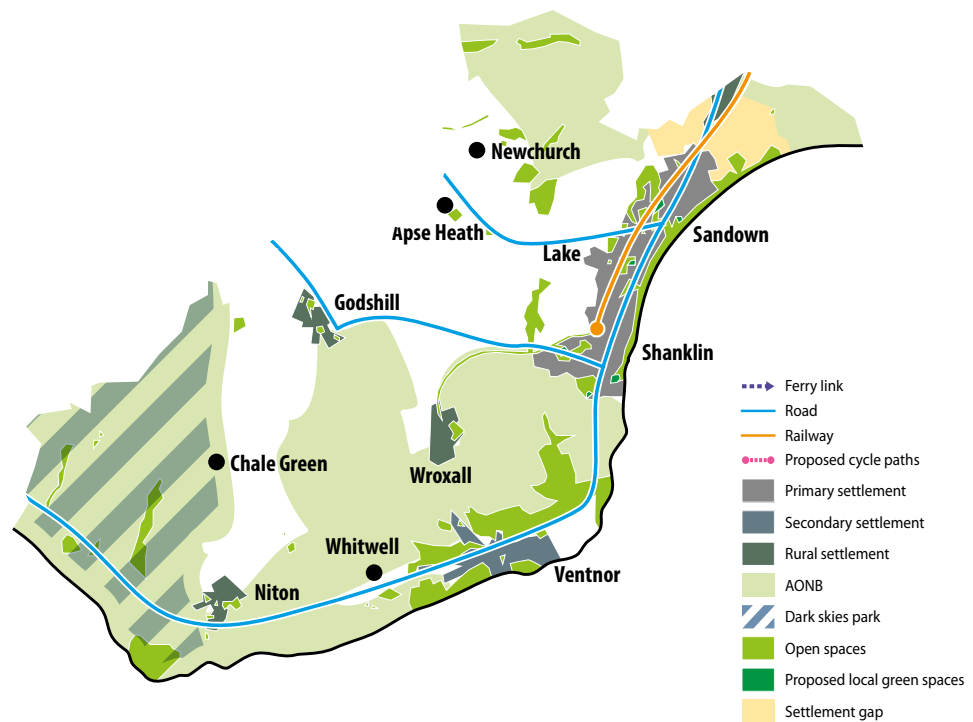 Newchurch
Apse Heath
Sandown
Lake
Godshill
Shanklin
Chale Green
Wroxall
Whitwell
Ventnor
Niton
Ferry link
Road
Railway
Proposed cycle paths
Primary settlement
Secondary settlement
Rural settlement
AONB
Dark skies park
Open spaces
Proposed local green spaces
Settlement gap